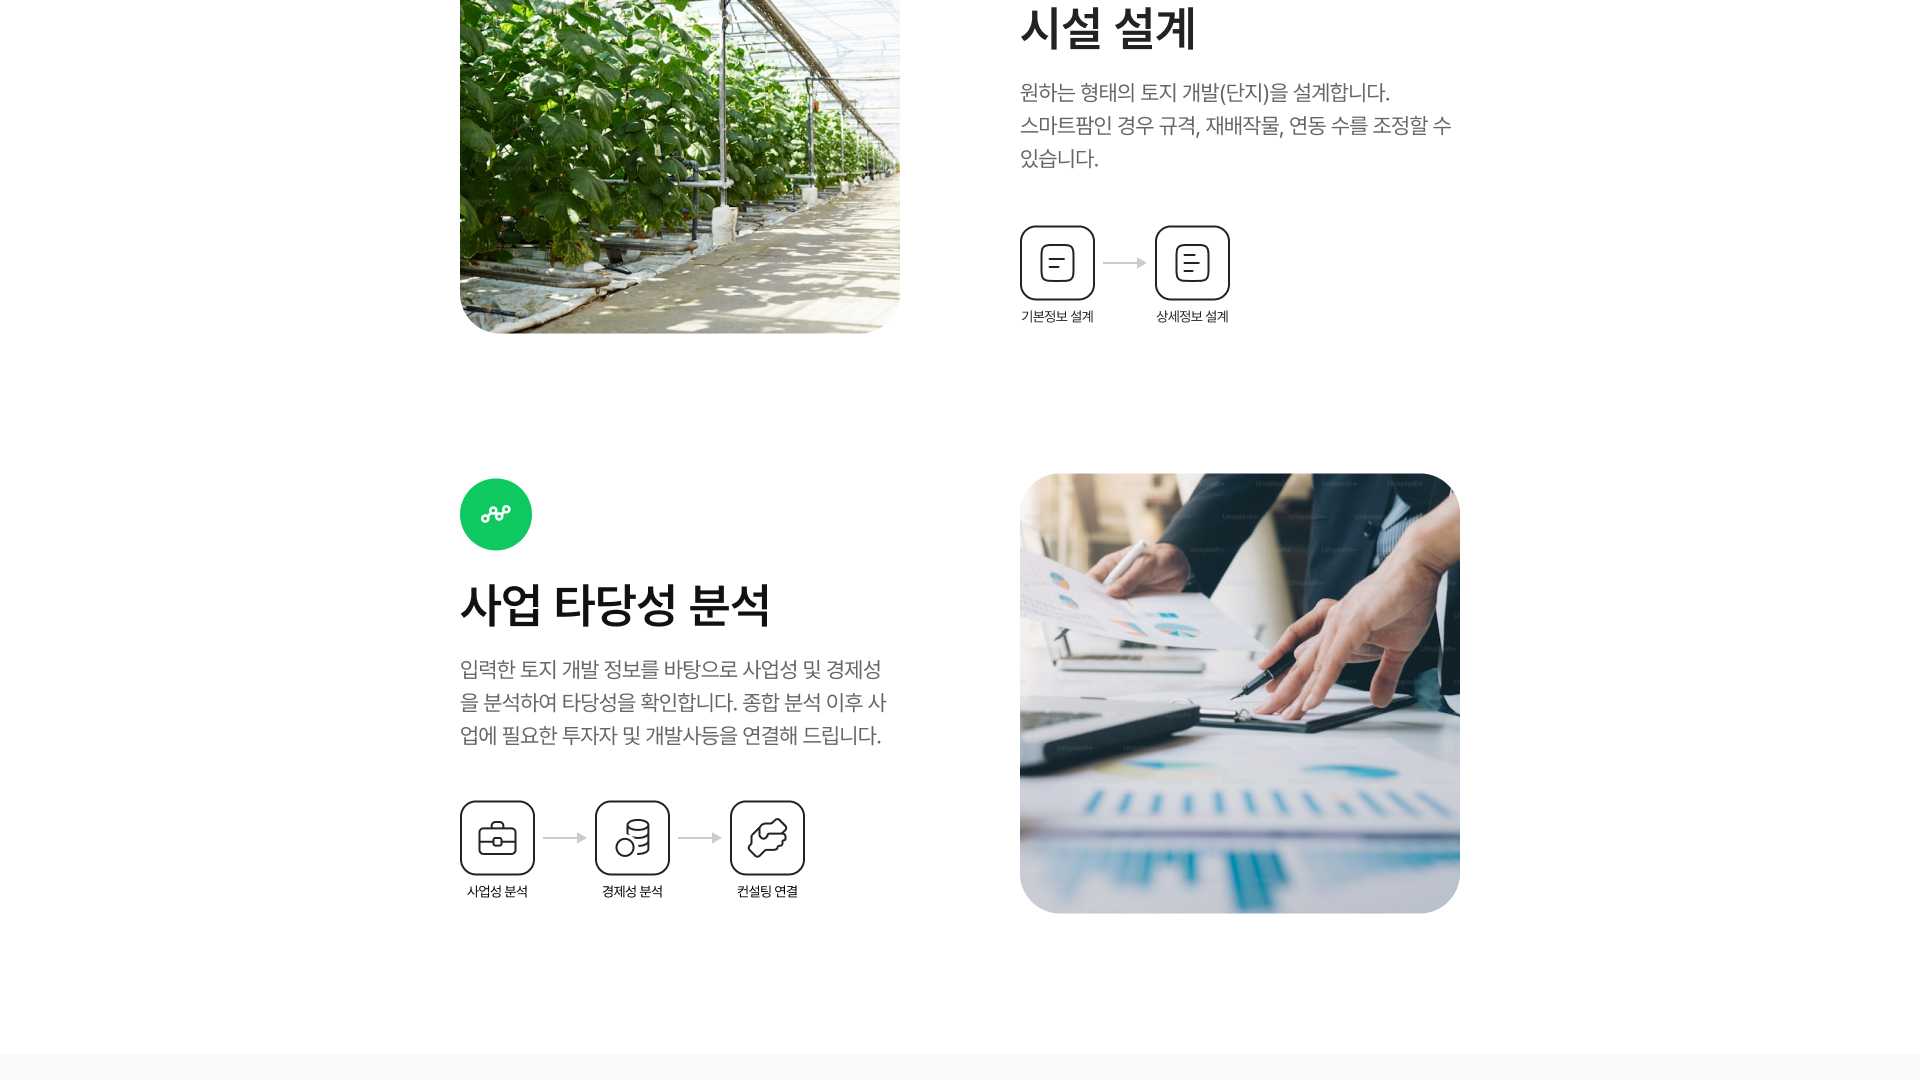 시설 설계
원하는 형태의 토지 개발(단지)을 설계합니다.
스마트팜인 경우 규격, 재배작물, 연동 수를 조정할 수
있습니다.
기본정보 설계
상세정보 설계
사업 타당성 분석
입력한 토지 개발 정보를 바탕으로 사업성 및 경제성
을 분석하여 타당성을 확인합니다. 종합 분석 이후 사
업에 필요한 투자자 및 개발사등을 연결해 드립니다.
사업성 분석
경제성 분석
컨설팅 연결
Unsplash+